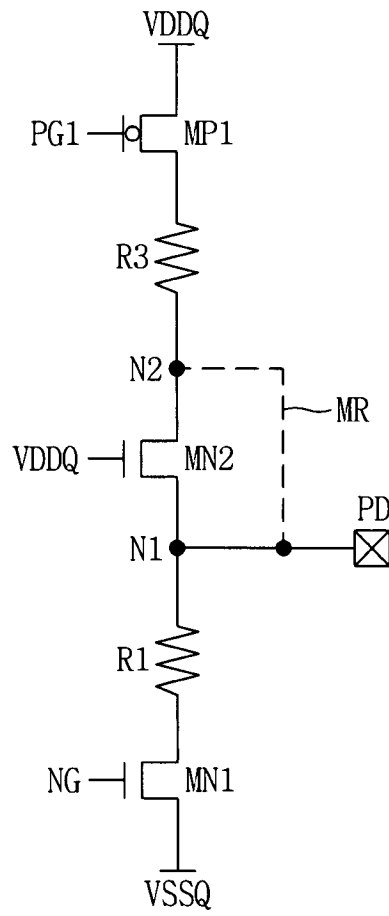 VDDQ
PG1
MP1
R3
N2
MR
VDDQ
MN2
PD
N1
R1
NG
MN1
VSSQ